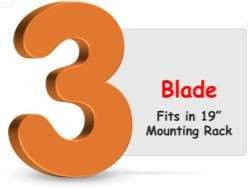 3
Blade
Fits in 19”
Mounting Rack